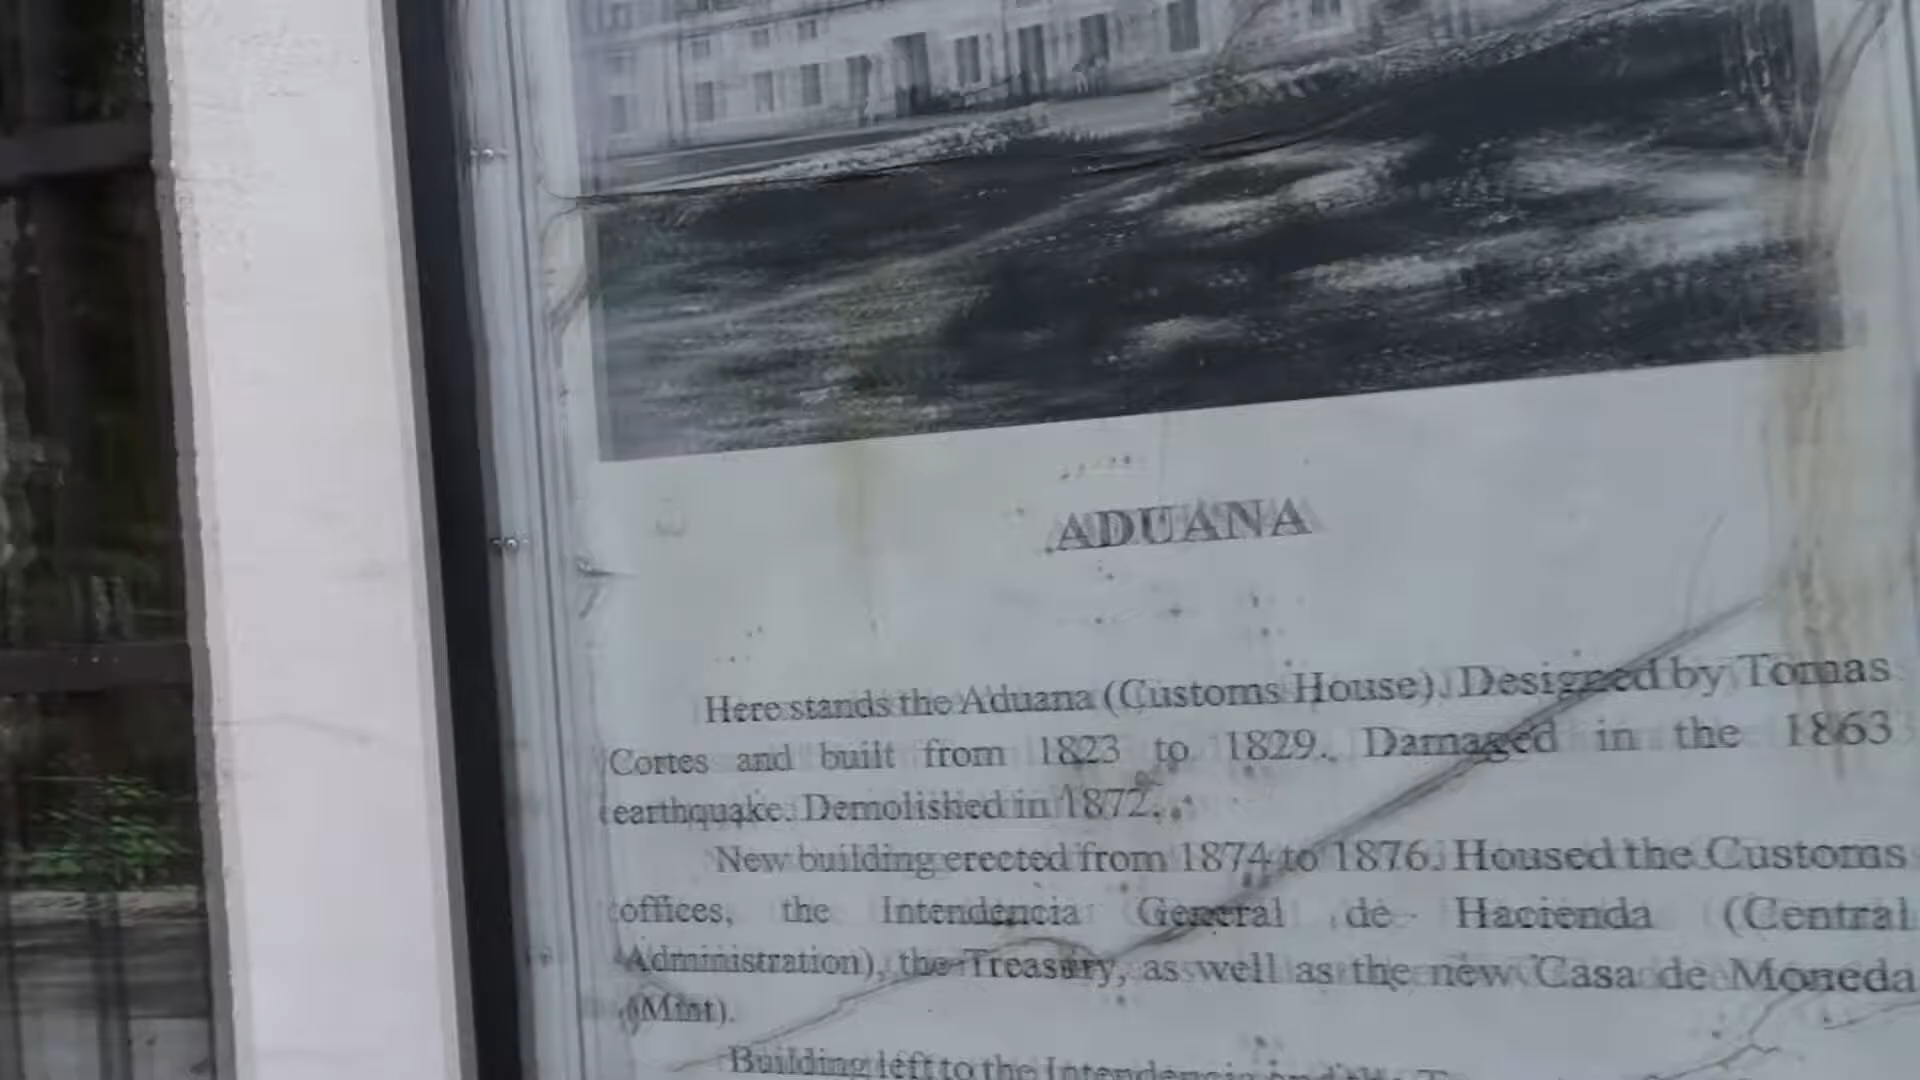 ADUANA
Here stands the Aduana (Customs House). Designed by Tomas
Cortes and built from 1823 to 1829. Damaged in the 1863
earthquake. Demolished in 1872.
New building erected from 1874 to 1876. Housed the Customs
offices, the Intendencia General de Hacienda (Central
Administration), the Treasury, as well as the new Casa de Moneda
(Mint).
Building left to the Intendencia and the